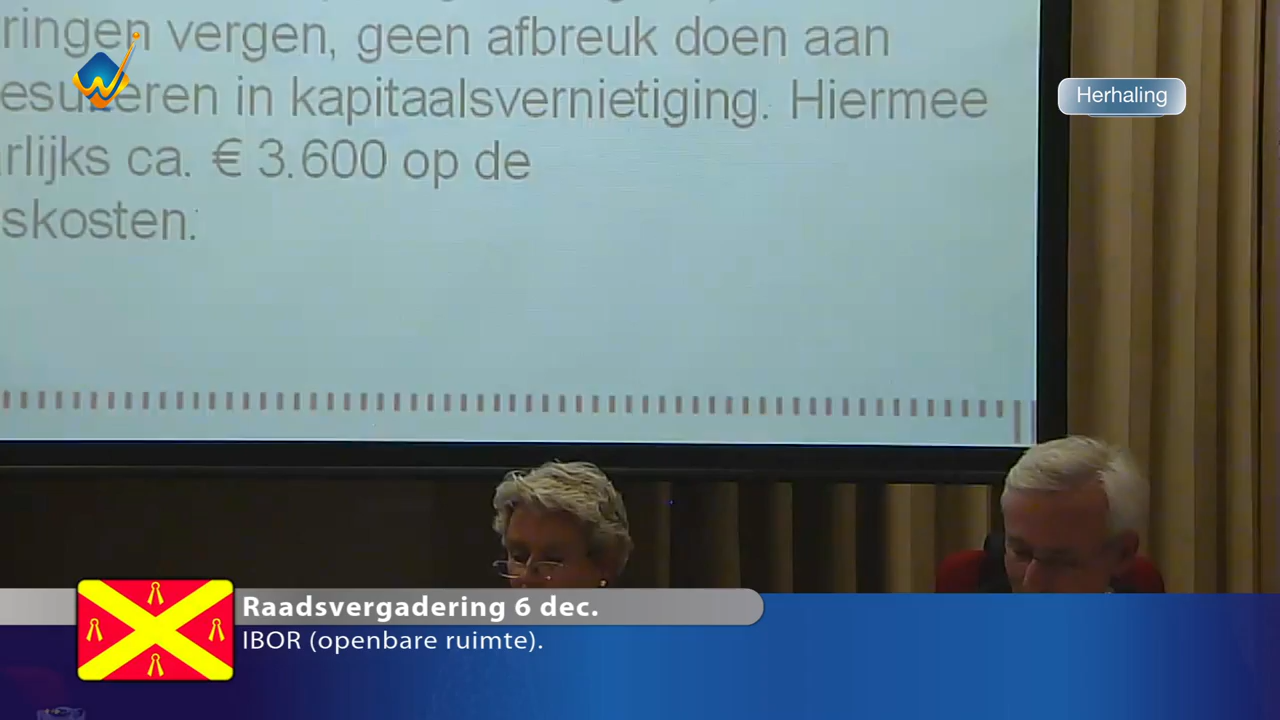 ringen vergen, geen afbreuk doen aan
esulteren in kapitaalsvernietiging. Hiermee
rlijks ca. € 3.600 op de
skosten.
Herhaling
Raadsvergadering 6 dec.
IBOR (openbare ruimte).